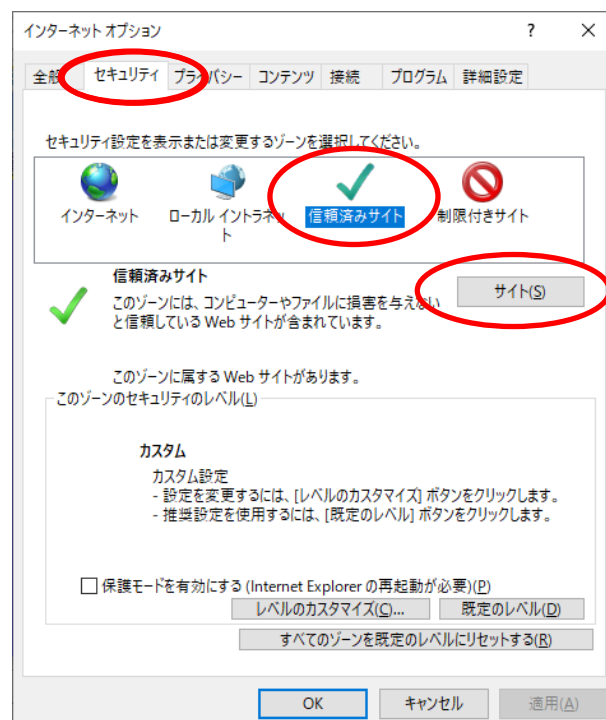 インターネット オプション ? ×
全般 セキュリティ プライバシー コンテンツ 接続 プログラム 詳細設定
セキュリティ設定を表示または変更するゾーンを選択してください。
インターネット ローカル イントラネット 信頼済みサイト 制限付きサイト
信頼済みサイト
サイト(S)
このゾーンには、コンピューターやファイルに損害を与えない
と信頼している Web サイトが含まれています。
このゾーンに属する Web サイトがあります。
このゾーンのセキュリティのレベル(L)
カスタム
カスタム設定
- 設定を変更するには、[レベルのカスタマイズ] ボタンをクリックします。
- 推奨設定を使用するには、[既定のレベル] ボタンをクリックします。
保護モードを有効にする (Internet Explorer の再起動が必要)(P)
レベルのカスタマイズ(C)... 既定のレベル(D)
すべてのゾーンを既定のレベルにリセットする(R)
OK キャンセル 適用(A)